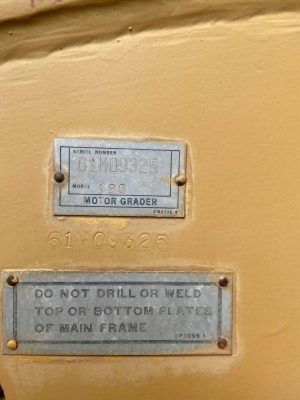 SERIAL NUMBER
61M09325
MODEL
MOTOR GRADER
61M09325
DO NOT DRILL OR WELD
TOP OR BOTTOM PLATES
OF MAIN FRAME